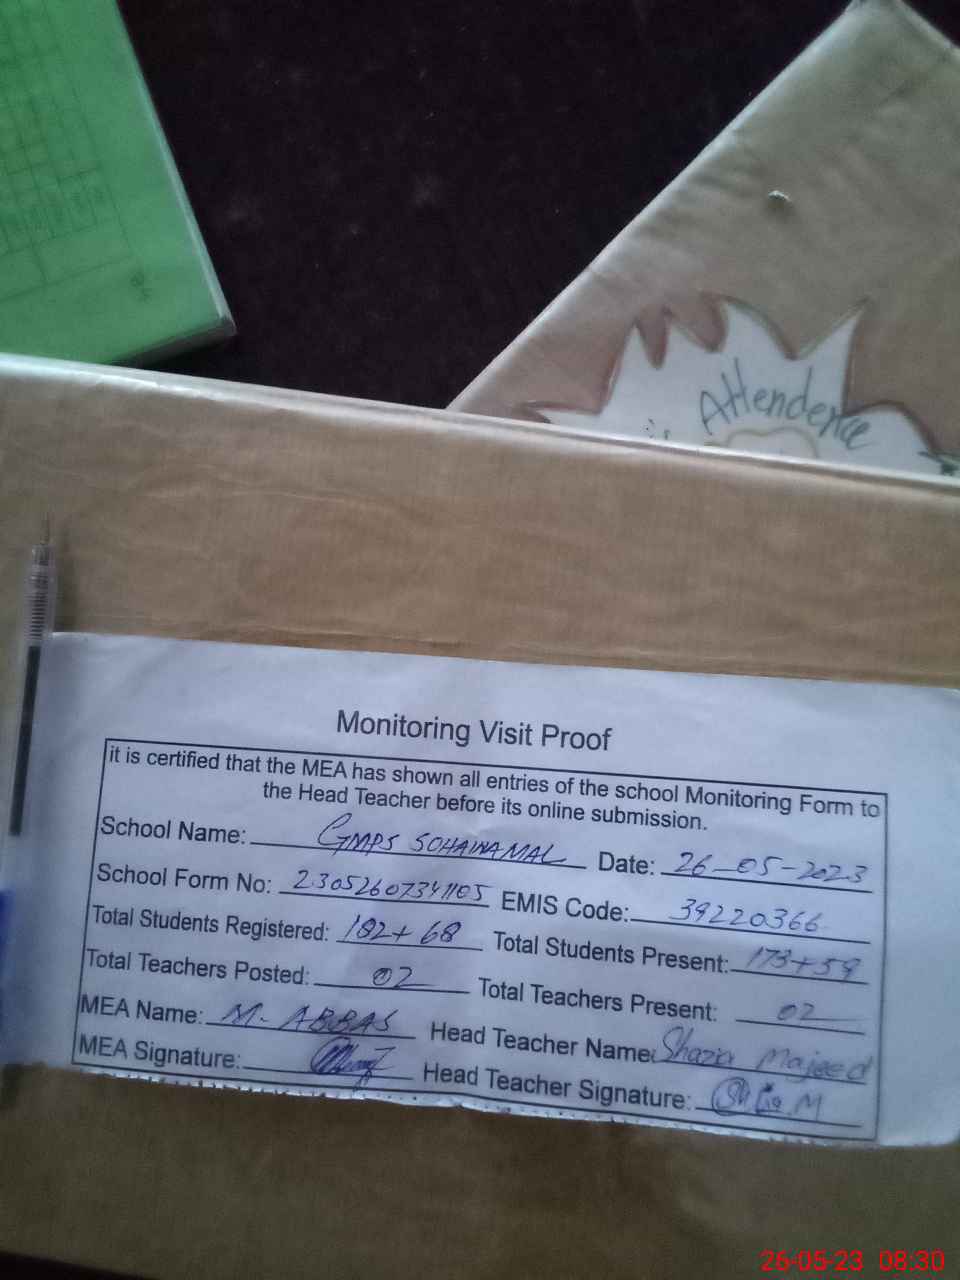 Attendence
Monitoring Visit Proof
it is certified that the MEA has shown all entries of the school Monitoring Form to
the Head Teacher before its online submission.
School Name: GMPS SOHAWAMAL Date: 26-05-2023
School Form No: 23052607341105 EMIS Code: 39220366
Total Students Registered: 182+68 Total Students Present: 173+59
Total Teachers Posted: 02 Total Teachers Present: 02
MEA Name: M. ABBAS Head Teacher Name: Shazia Majeed
MEA Signature: Head Teacher Signature:
26-05-23 08:30